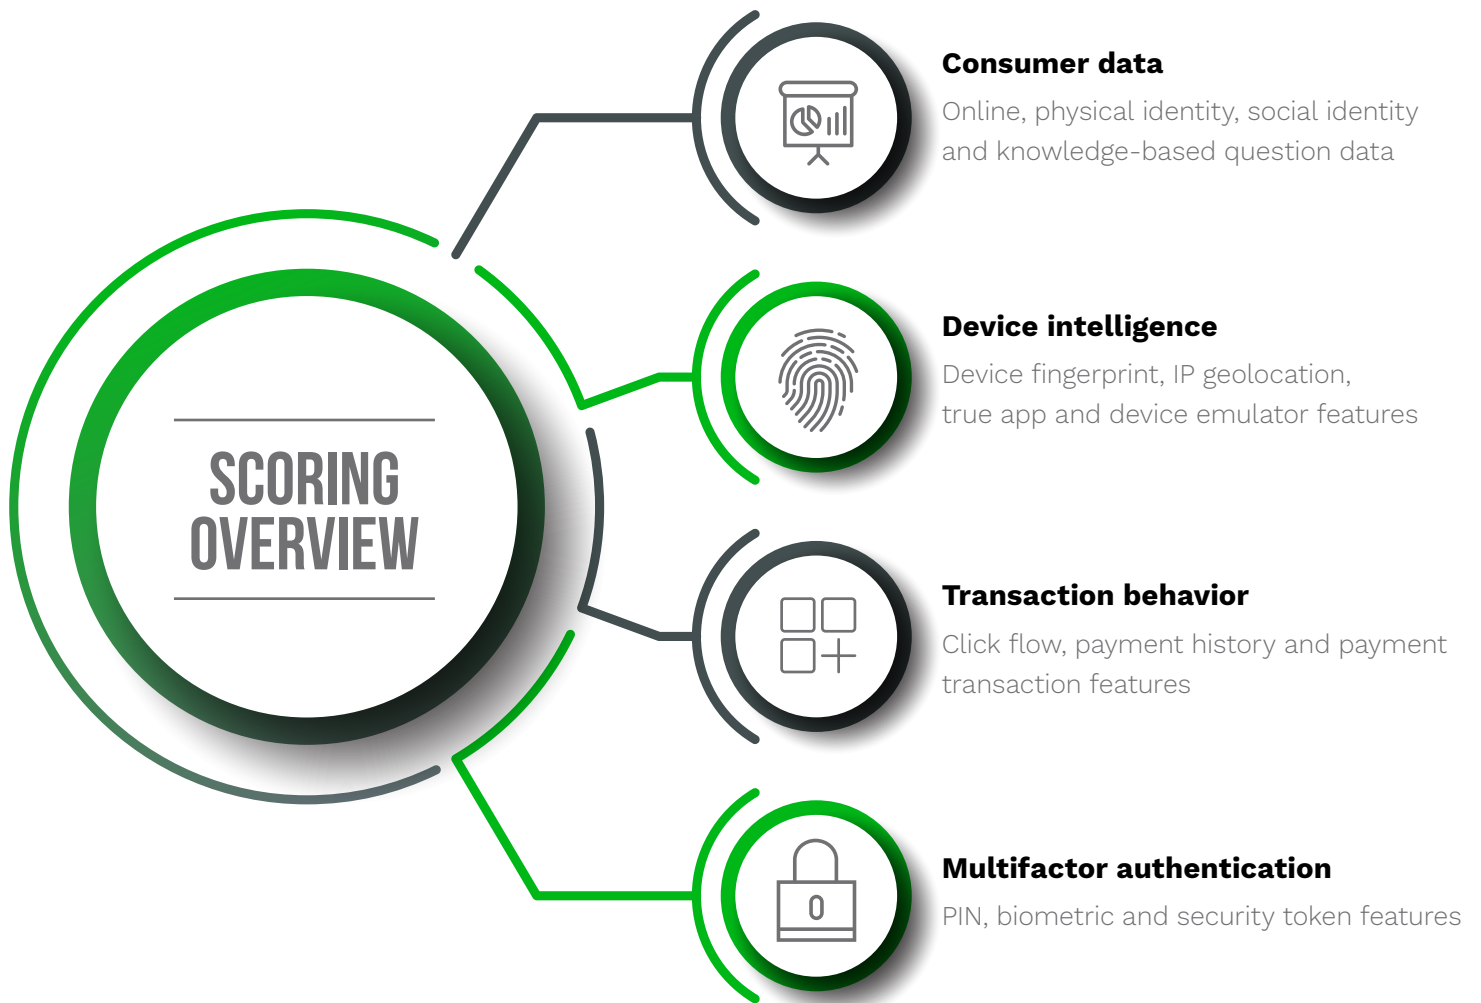 SCORING
OVERVIEW
Consumer data
Online, physical identity, social identity
and knowledge-based question data
Device intelligence
Device fingerprint, IP geolocation,
true app and device emulator features
Transaction behavior
Click flow, payment history and payment
transaction features
Multifactor authentication
PIN, biometric and security token features